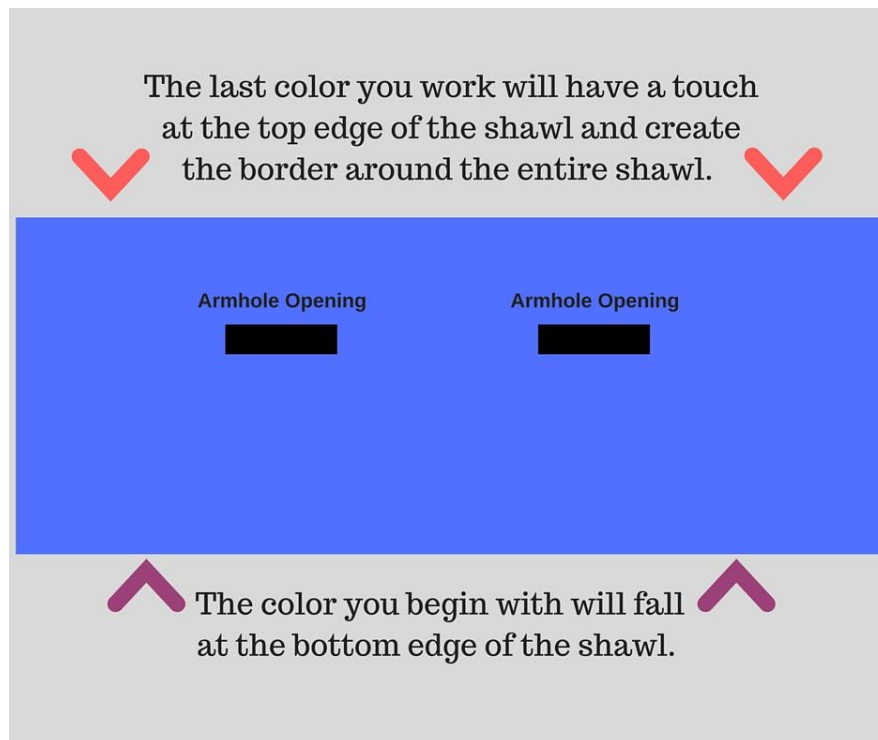 The last color you work will have a touch
at the top edge of the shawl and create
the border around the entire shawl.
Armhole Opening
Armhole Opening
The color you begin with will fall
at the bottom edge of the shawl.